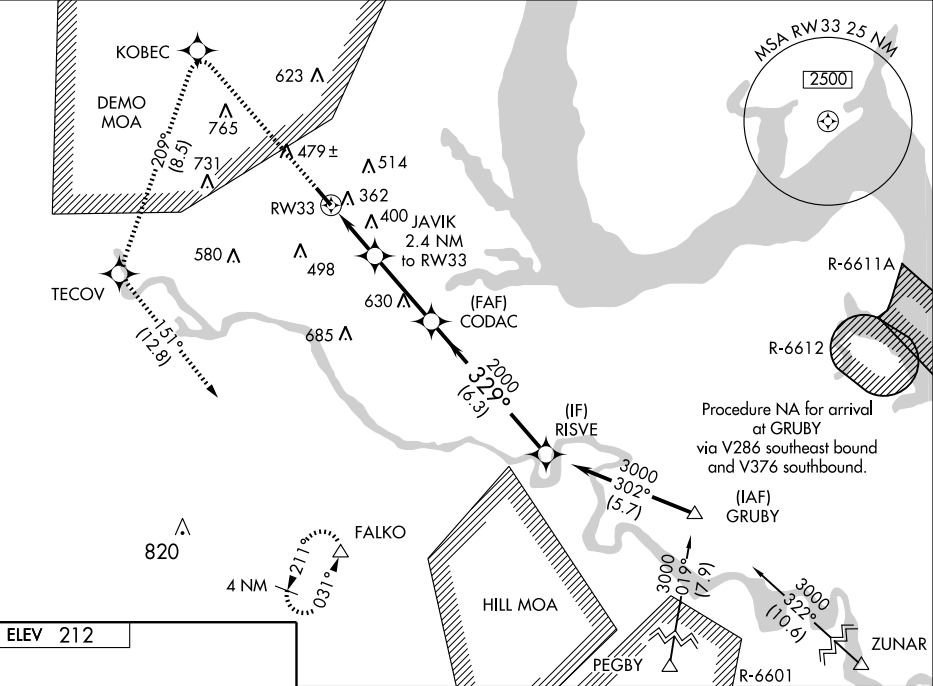 KOBEC
623
MSA RW33 25 NM
2500
DEMO
MOA
765
209°
(8.5)
731
479±
514
RW33
362
400
JAVIK
2.4 NM
to RW33
580
498
TECOV
R-6611A
630
(FAF)
CODAC
685
151°
(12.8)
R-6612
2000
329°
(6.3)
(IF)
RISVE
Procedure NA for arrival
at GRUBY
via V286 southeast bound
and V376 southbound.
3000
302°
(5.7)
(IAF)
GRUBY
820
FALKO
211°
031°
4 NM
3000
019°
(7.9)
3000
322°
(10.6)
HILL MOA
ELEV 212
ZUNAR
PEGBY
R-6601